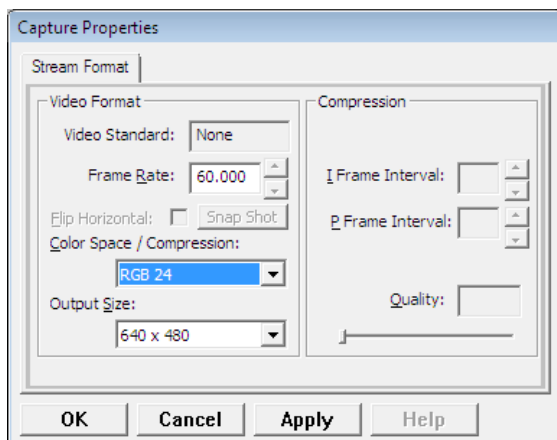 Capture Properties
Stream Format
Video Format
Video Standard: None
Frame Rate: 60.000
Flip Horizontal: Snap Shot
Color Space / Compression:
RGB 24
Output Size:
640 x 480
Compression
I Frame Interval:
P Frame Interval:
Quality:
OK Cancel Apply Help